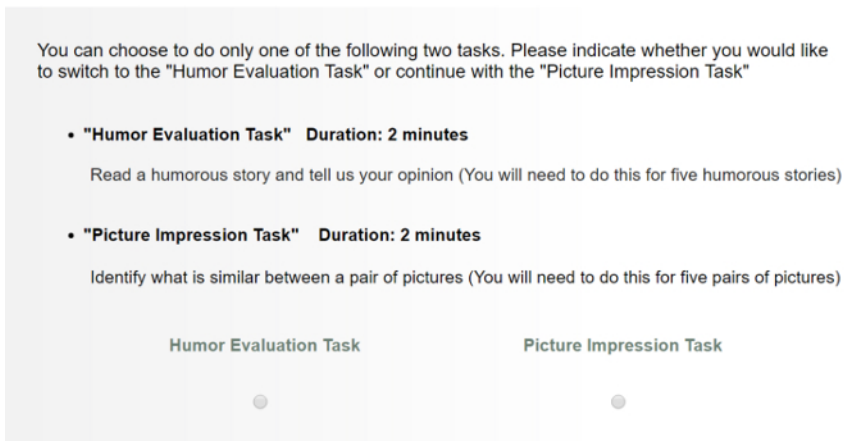 You can choose to do only one of the following two tasks. Please indicate whether you would like
to switch to the "Humor Evaluation Task" or continue with the "Picture Impression Task"
• "Humor Evaluation Task" Duration: 2 minutes
Read a humorous story and tell us your opinion (You will need to do this for five humorous stories)
• "Picture Impression Task" Duration: 2 minutes
Identify what is similar between a pair of pictures (You will need to do this for five pairs of pictures)
Humor Evaluation Task Picture Impression Task